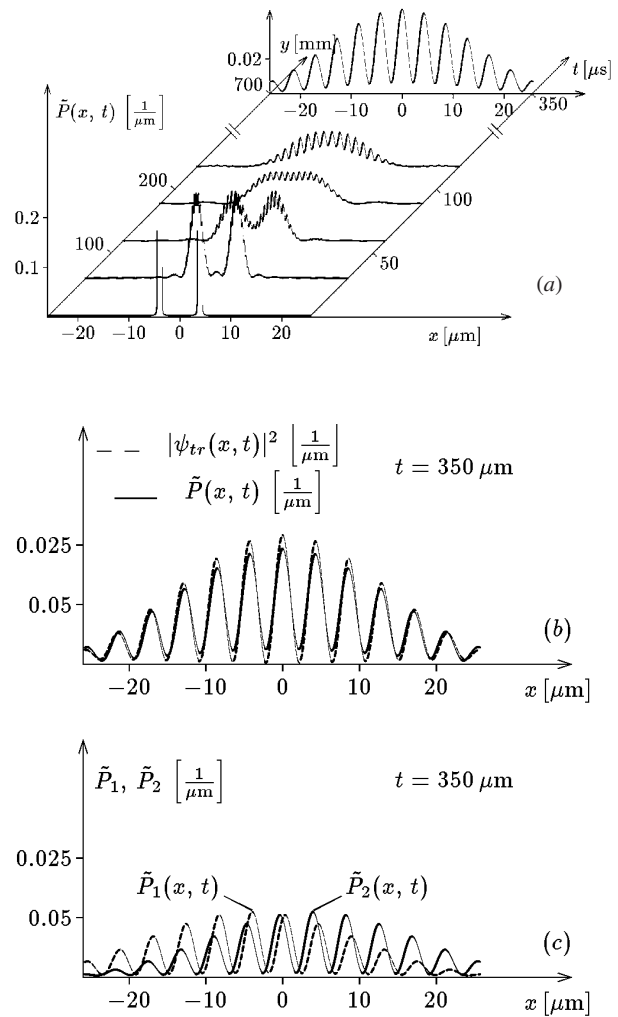 y [mm]
0.02
700
−20 −10 0 10 20
t [μs]
350
P̃(x, t) [1/μm]
200
100
100
50
0.2
0.1
−20 −10 0 10 20
x [μm]
(a)
|ψtr(x,t)|² [1/μm]
P̃(x, t) [1/μm]
t = 350 μm
0.025
0.05
(b)
−20 −10 0 10 20
x [μm]
P̃₁, P̃₂ [1/μm]
t = 350 μm
0.025
P̃₁(x, t) P̃₂(x, t)
0.05
(c)
−20 −10 0 10 20
x [μm]